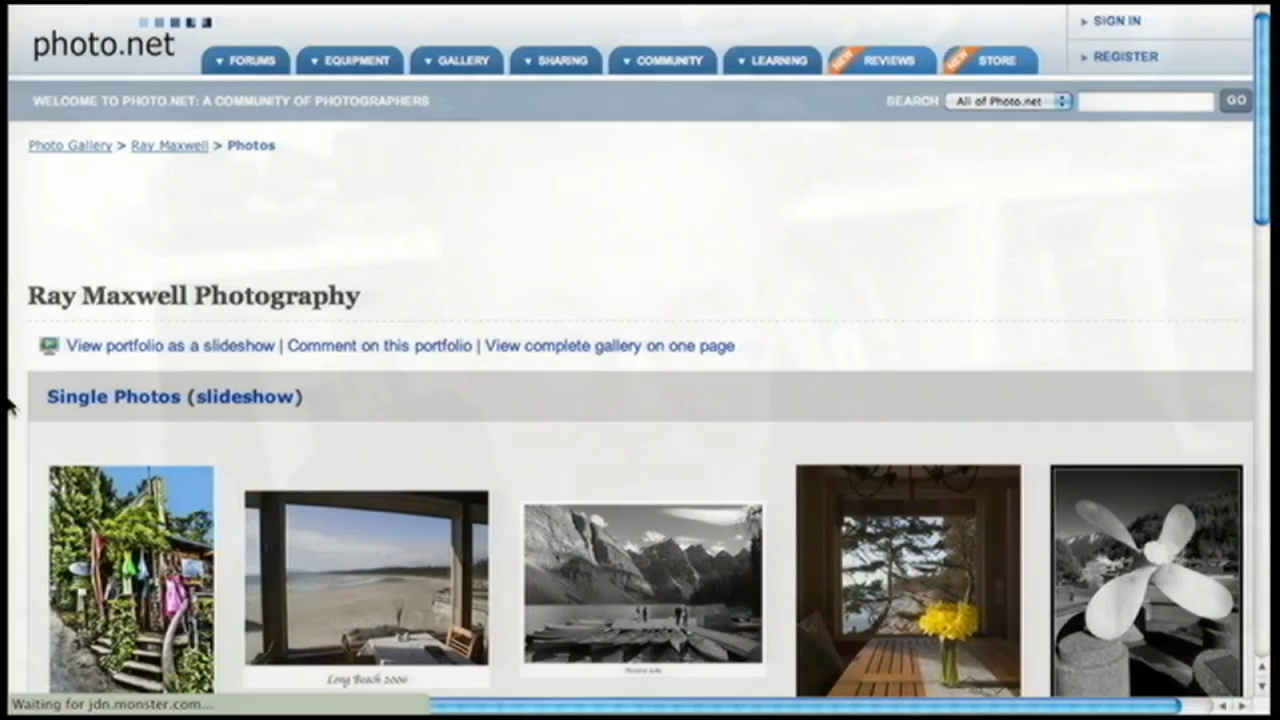 photo.net
FORUMS EQUIPMENT GALLERY SHARING COMMUNITY LEARNING NEW REVIEWS NEW STORE
SIGN IN
REGISTER
WELCOME TO PHOTO.NET: A COMMUNITY OF PHOTOGRAPHERS
SEARCH All of Photo.net GO
Photo Gallery > Ray Maxwell > Photos
Ray Maxwell Photography
View portfolio as a slideshow | Comment on this portfolio | View complete gallery on one page
Single Photos (slideshow)
Long Beach 2006
Waiting for jdn.monster.com...